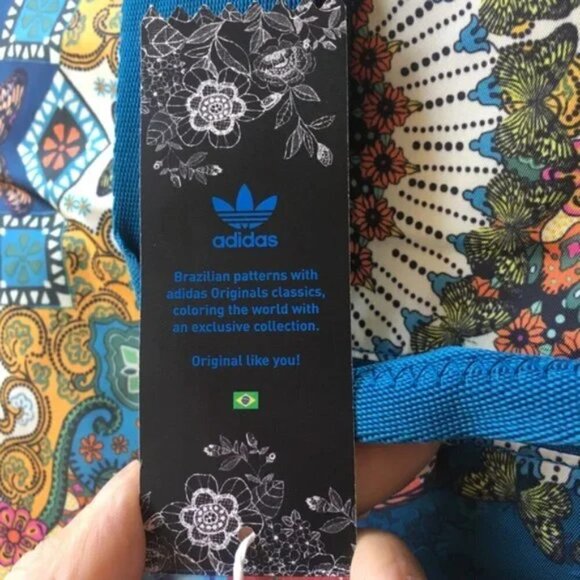 adidas
Brazilian patterns with
adidas Originals classics,
coloring the world with
an exclusive collection.
Original like you!